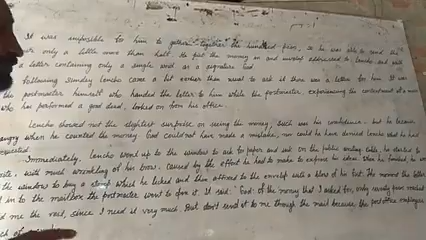 It was impossible for him to gather together the hundred pesos, so he was able to send the
only a little more than half. He put the money in an envelope addressed to Lencho and with
a letter containing only a single word as a signature God
following Sunday Lencho came a bit earlier than usual to ask if there was a letter for him. It was
postmaster himself who handed the letter to him while the postmaster, experiencing the contentment of a man
who has performed a good deed, looked on from his office.
Lencho showed not the slightest surprise on seeing the money, such was his confidence but he became
angry when he counted the money God could not have made a mistake, nor could he have denied Lencho what he had
requested.
Immediately, Lencho went up to the window to ask for paper and ink on the public writing table, he started to
with much wrinkling of his brow, caused by the effort he had to make to express his ideas. When he finished he went
the window to buy a stamp which he licked and then affixed to the envelope with a blow of his fist. The moment the letter
in to the mailbox the postmaster went to open it. It said: "God: of the money that I asked for, only seventy pesos reached
me the rest, since I need it very much. But don't send it to me through the mail because the post office employees
of